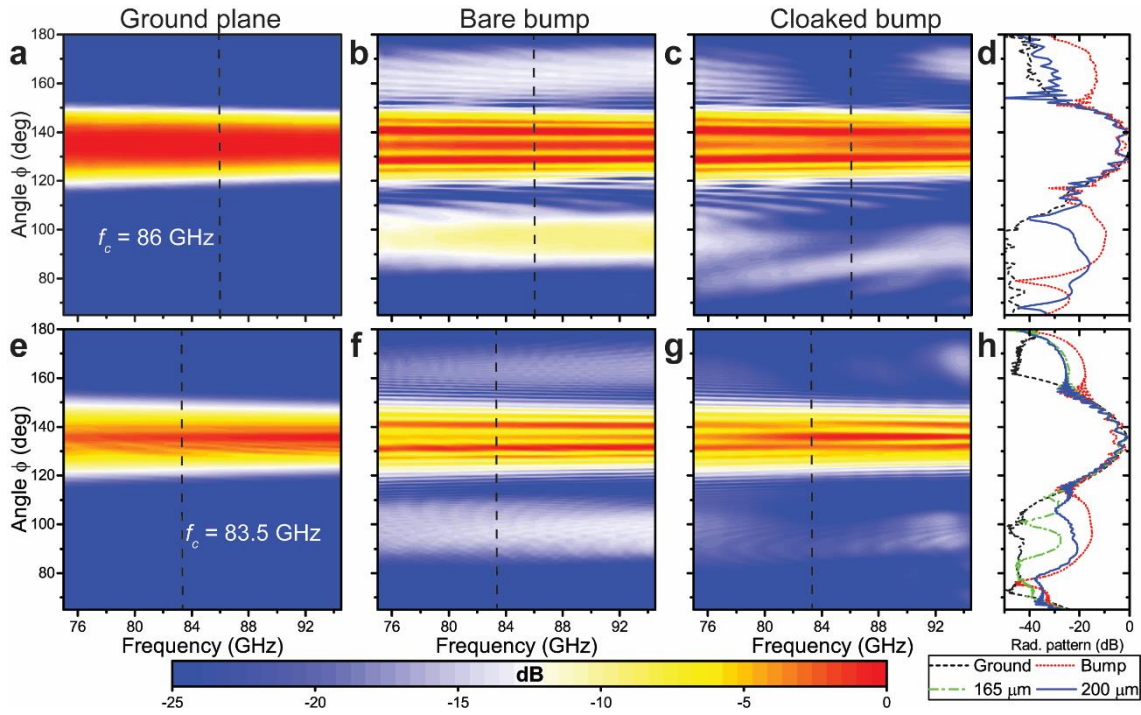 Ground plane Bare bump Cloaked bump
a b c d
180
160
140
120
100
80
Angle ϕ (deg)
f_c = 86 GHz
e f g h
180
160
140
120
100
80
Angle ϕ (deg)
f_c = 83.5 GHz
76 80 84 88 92 76 80 84 88 92 76 80 84 88 92 -40 -20 0
Frequency (GHz) Frequency (GHz) Frequency (GHz) Rad. pattern (dB)
dB
-25 -20 -15 -10 -5 0
Ground Bump
165 μm 200 μm